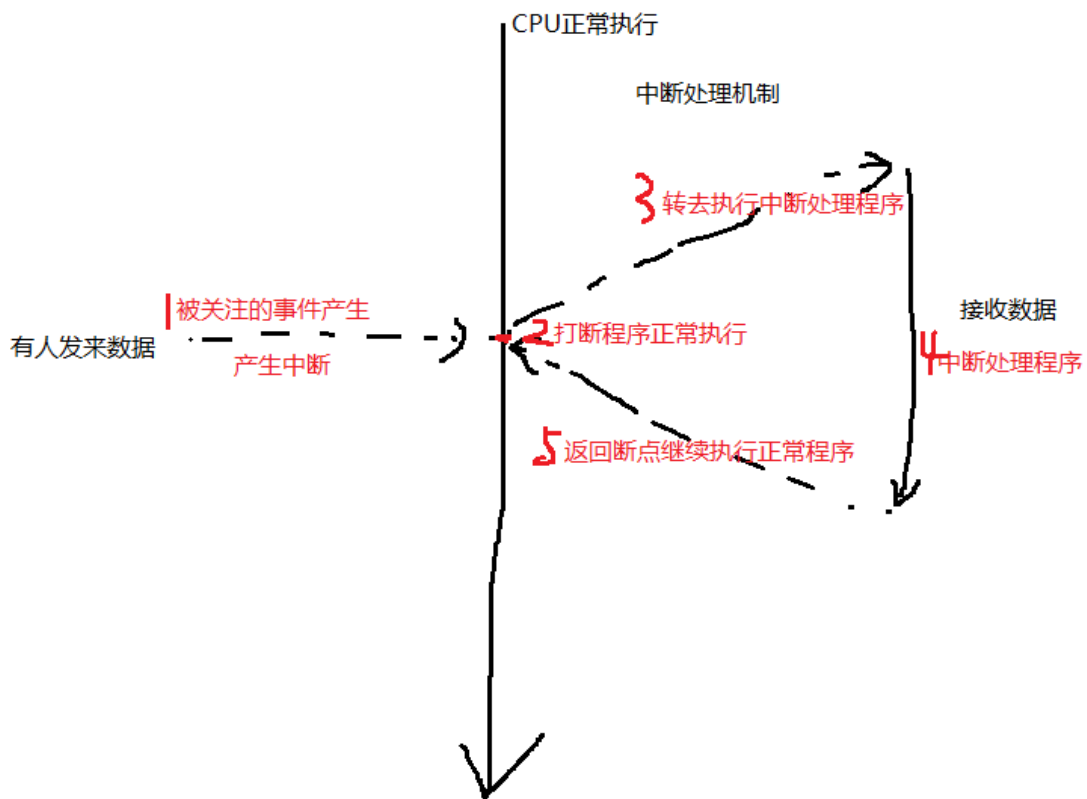 CPU正常执行
中断处理机制
3 转去执行中断处理程序
1 被关注的事件产生
有人发来数据
产生中断
2 打断程序正常执行
接收数据
4 中断处理程序
5 返回断点继续执行正常程序